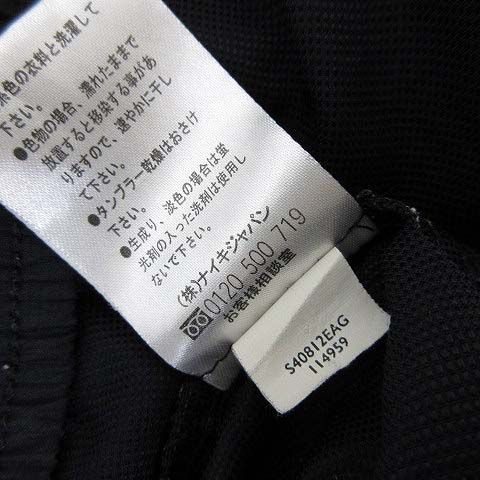 系色の衣料と洗濯して
下さい。
●色物の場合、濡れたままで
放置すると移染する事があ
りますので、速やかに干し
て下さい。
●タンブラー乾燥はおさけ
下さい。
●生成り、淡色の場合は蛍
光剤の入った洗剤は使用し
ないで下さい。
(株)ナイキジャパン
0120-500-719
お客様相談室
S40812EAG
114959